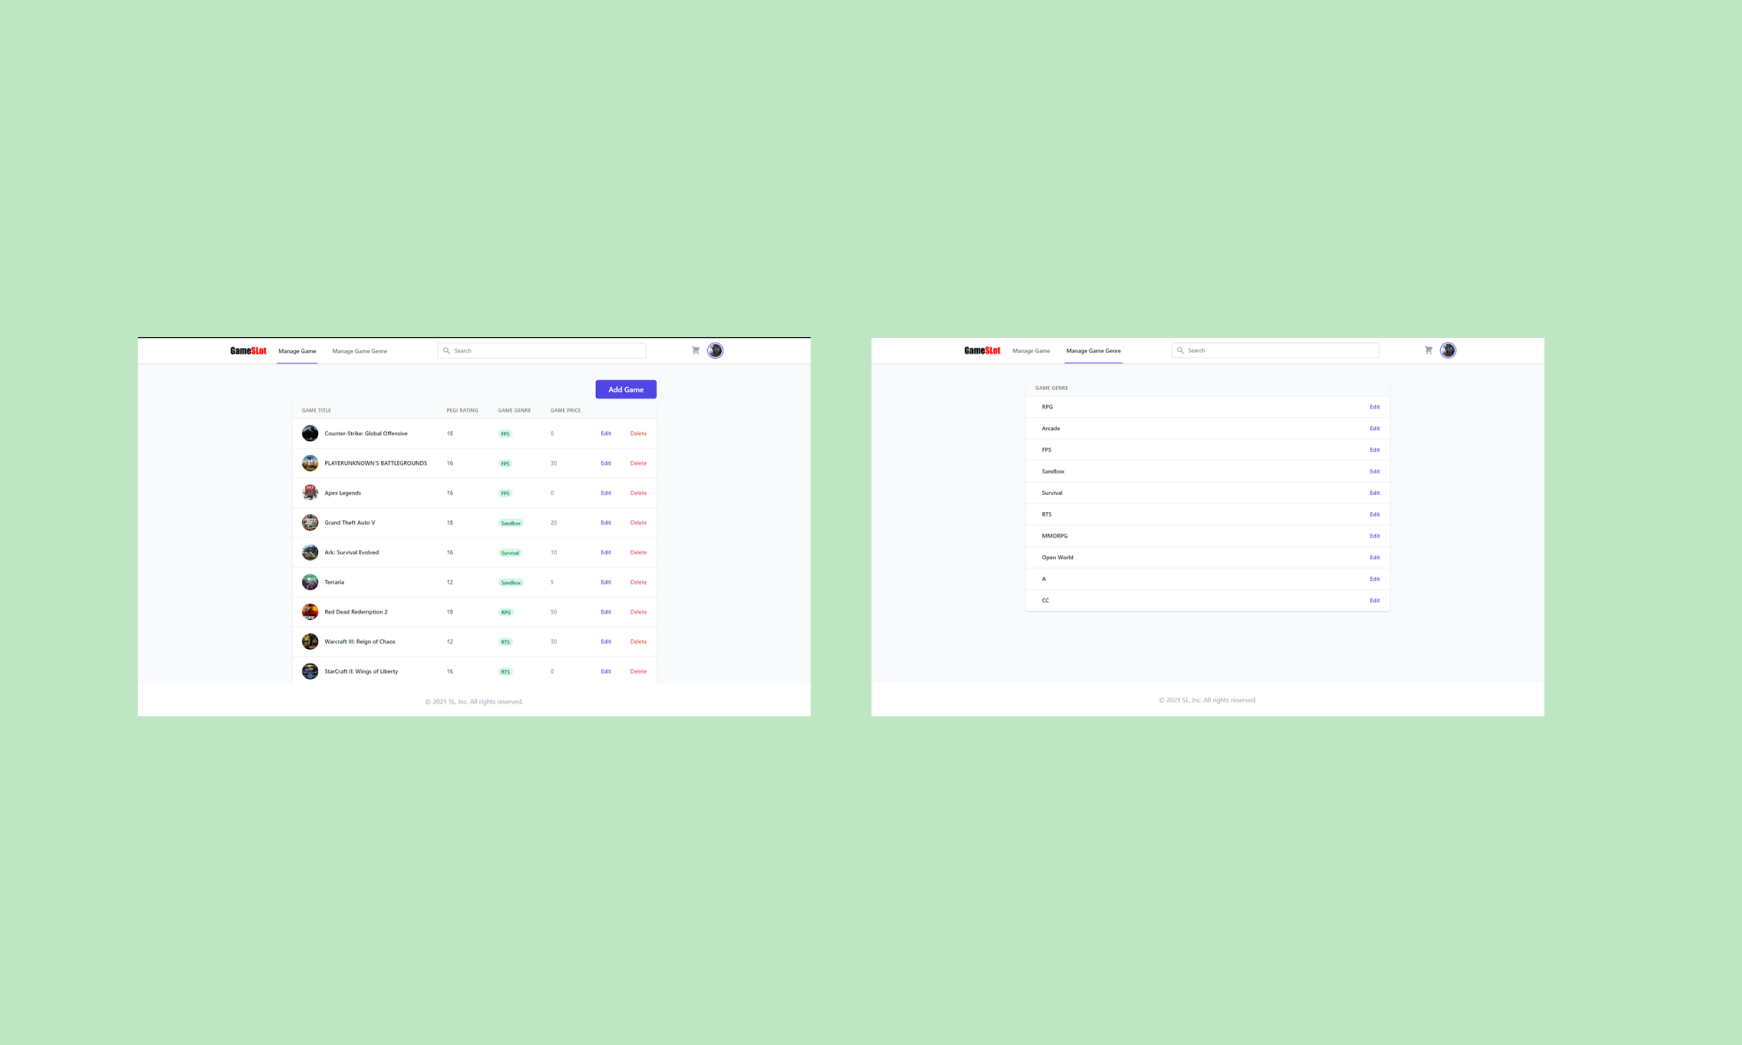 GameSLot Manage Game Manage Game Genre Search
Add Game
GAME TITLE PEGI RATING GAME GENRE GAME PRICE
Counter-Strike: Global Offensive 18 FPS 0 Edit Delete
PLAYERUNKNOWN'S BATTLEGROUNDS 16 FPS 30 Edit Delete
Apex Legends 16 FPS 0 Edit Delete
Grand Theft Auto V 18 Sandbox 20 Edit Delete
Ark: Survival Evolved 16 Survival 10 Edit Delete
Terraria 12 Sandbox 5 Edit Delete
Red Dead Redemption 2 18 RPG 50 Edit Delete
Warcraft III: Reign of Chaos 12 RTS 30 Edit Delete
StarCraft II: Wings of Liberty 16 RTS 0 Edit Delete
© 2021 SL, Inc. All rights reserved.
GameSLot Manage Game Manage Game Genre Search
GAME GENRE
RPG Edit
Arcade Edit
FPS Edit
Sandbox Edit
Survival Edit
RTS Edit
MMORPG Edit
Open World Edit
A Edit
CC Edit
© 2021 SL, Inc. All rights reserved.